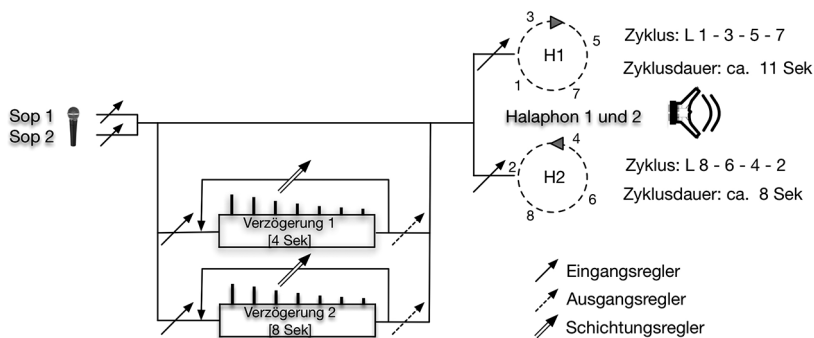 Sop 1
Sop 2
3
5
H1
1
7
Zyklus: L 1 - 3 - 5 - 7
Zyklusdauer: ca. 11 Sek
Halaphon 1 und 2
4
2
H2
6
8
Zyklus: L 8 - 6 - 4 - 2
Zyklusdauer: ca. 8 Sek
Verzögerung 1
[4 Sek]
Verzögerung 2
[8 Sek]
Eingangsregler
Ausgangsregler
Schichtungsregler